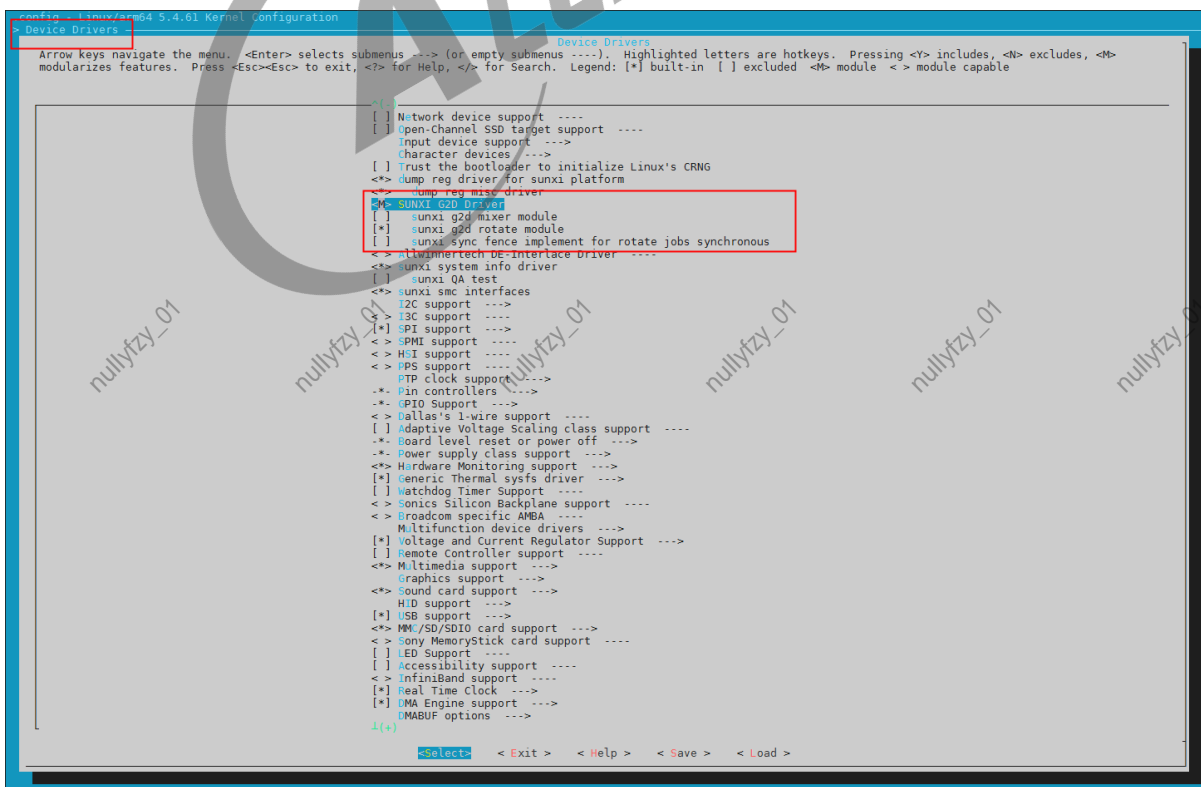 .config - Linux/arm64 5.4.61 Kernel Configuration
> Device Drivers
Device Drivers
Arrow keys navigate the menu.  <Enter> selects submenus ---> (or empty submenus ----).  Highlighted letters are hotkeys.  Pressing <Y> includes, <N> excludes, <M>
modularizes features.  Press <Esc><Esc> to exit, <?> for Help, </> for Search.  Legend: [*] built-in  [ ] excluded  <M> module  < > module capable
^(-)
[ ] Network device support  ----
[ ] Open-Channel SSD target support  ----
Input device support  --->
Character devices  --->
[ ] Trust the bootloader to initialize Linux's CRNG
<*> dump reg driver for sunxi platform
<*>   dump reg misc driver
<M> SUNXI G2D Driver
[ ]   sunxi g2d mixer module
[*]   sunxi g2d rotate module
[ ]   sunxi sync fence implement for rotate jobs synchronous
< > Allwinnertech DE-Interlace Driver  ----
<*> sunxi system info driver
[ ]   sunxi QA test
<*> sunxi smc interfaces
I2C support  --->
< > I3C support  ----
[*] SPI support  --->
< > SPMI support  ----
< > HSI support  ----
< > PPS support  ----
PTP clock support  --->
-*- Pin controllers  --->
-*- GPIO Support  --->
< > Dallas's 1-wire support  ----
[ ] Adaptive Voltage Scaling class support  ----
-*- Board level reset or power off  --->
-*- Power supply class support  --->
<*> Hardware Monitoring support  --->
[*] Generic Thermal sysfs driver  --->
[ ] Watchdog Timer Support  ----
< > Sonics Silicon Backplane support  ----
< > Broadcom specific AMBA  ----
Multifunction device drivers  --->
[*] Voltage and Current Regulator Support  --->
[ ] Remote Controller support  ----
<*> Multimedia support  --->
Graphics support  --->
<*> Sound card support  --->
HID support  --->
[*] USB support  --->
<*> MMC/SD/SDIO card support  --->
< > Sony MemoryStick card support  ----
[ ] LED Support  ----
[ ] Accessibility support  ----
< > InfiniBand support  ----
[*] Real Time Clock  --->
[*] DMA Engine support  --->
DMABUF options  --->
┴(+)
<Select>    < Exit >    < Help >    < Save >    < Load >
nullyfzy_01 nullyfzy_01 nullyfzy_01 nullyfzy_01 nullyfzy_01 nullyfzy_01